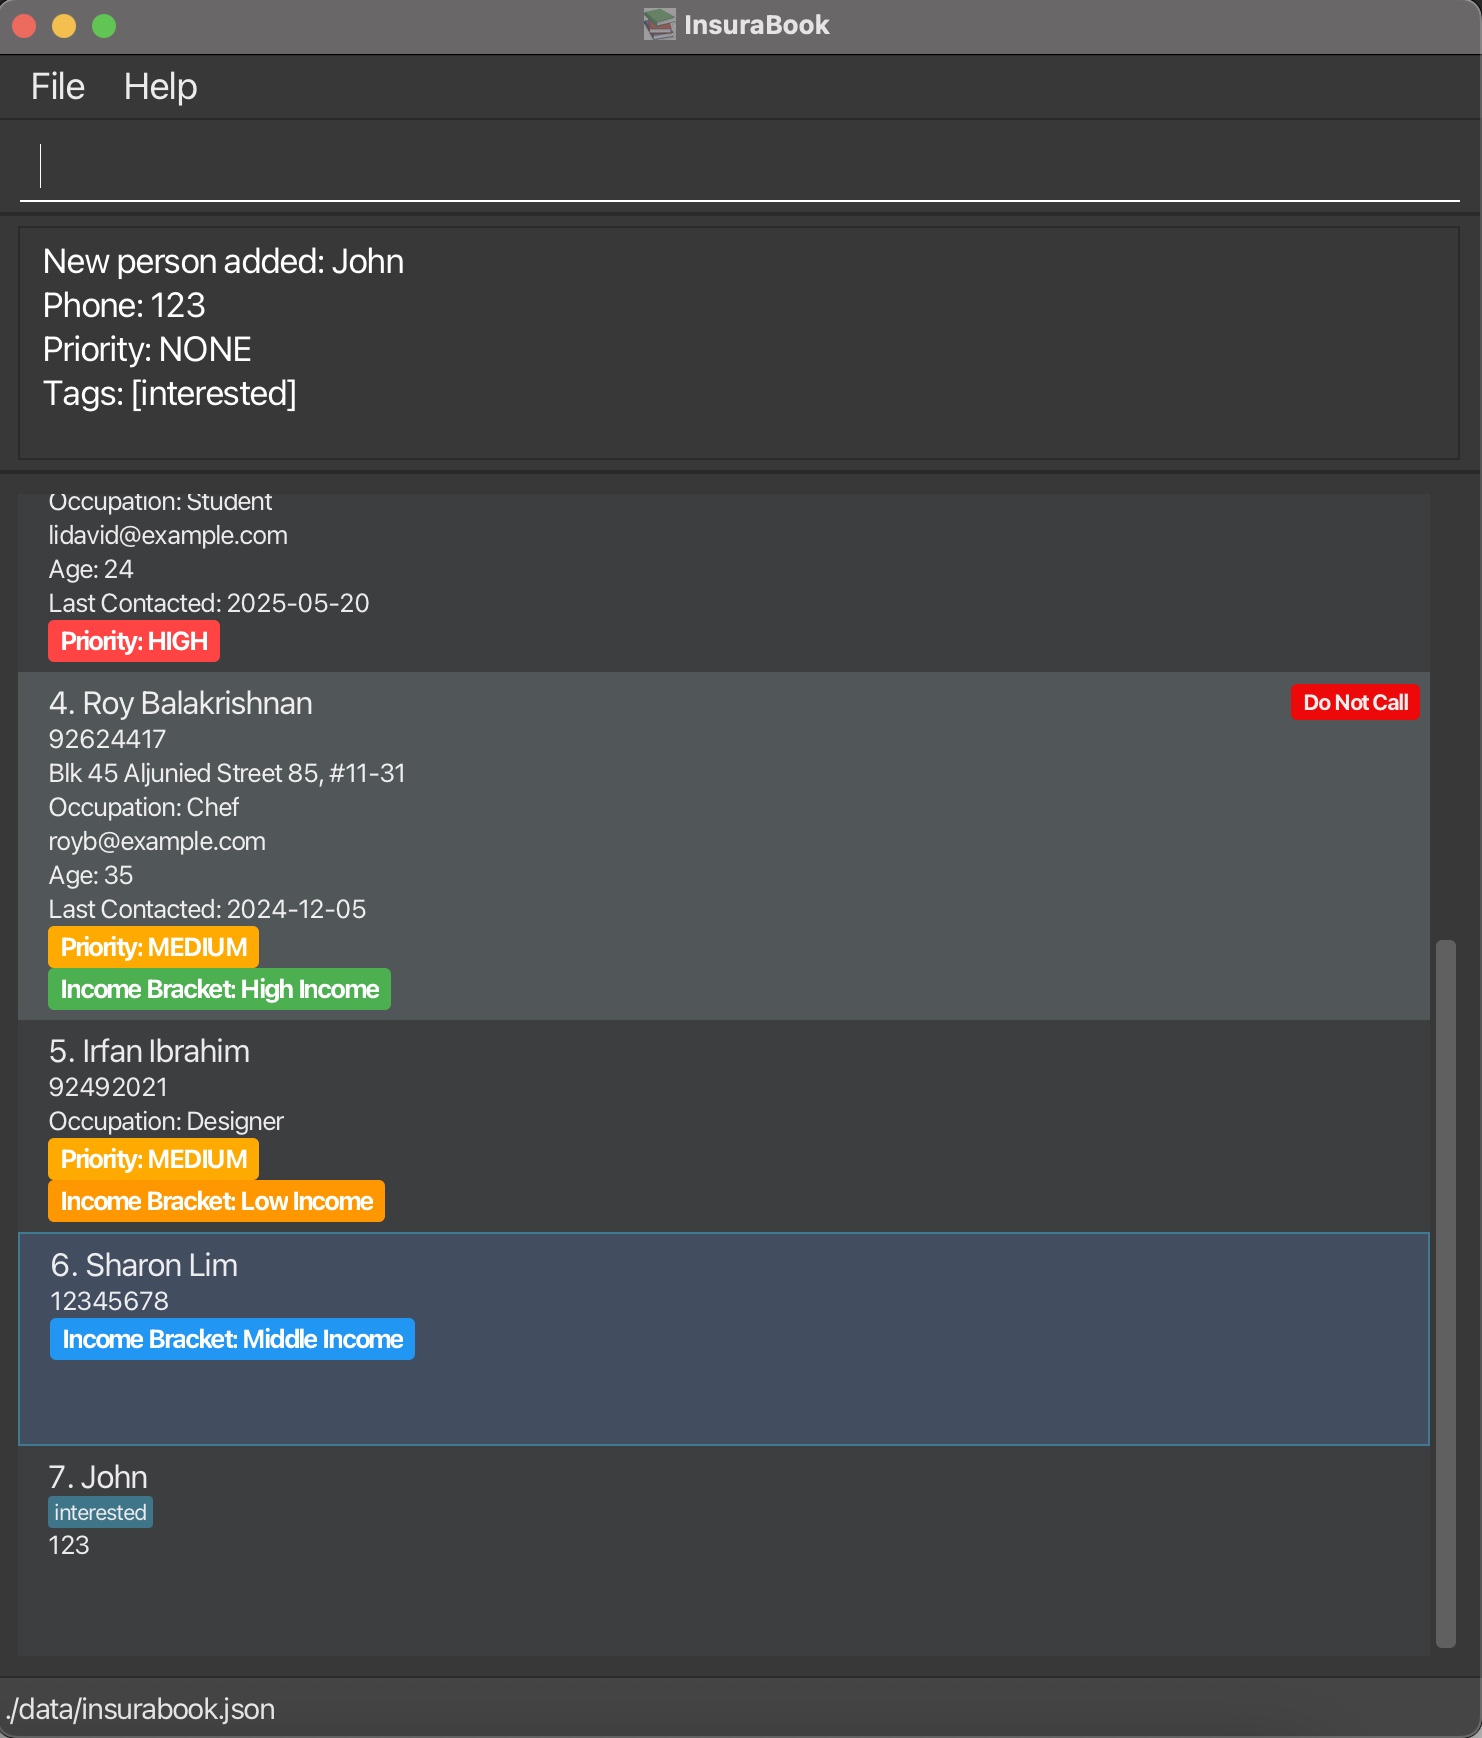 InsuraBook
File Help
New person added: John
Phone: 123
Priority: NONE
Tags: [interested]
Occupation: Student
lidavid@example.com
Age: 24
Last Contacted: 2025-05-20
Priority: HIGH
4. Roy Balakrishnan Do Not Call
92624417
Blk 45 Aljunied Street 85, #11-31
Occupation: Chef
royb@example.com
Age: 35
Last Contacted: 2024-12-05
Priority: MEDIUM
Income Bracket: High Income
5. Irfan Ibrahim
92492021
Occupation: Designer
Priority: MEDIUM
Income Bracket: Low Income
6. Sharon Lim
12345678
Income Bracket: Middle Income
7. John
interested
123
./data/insurabook.json